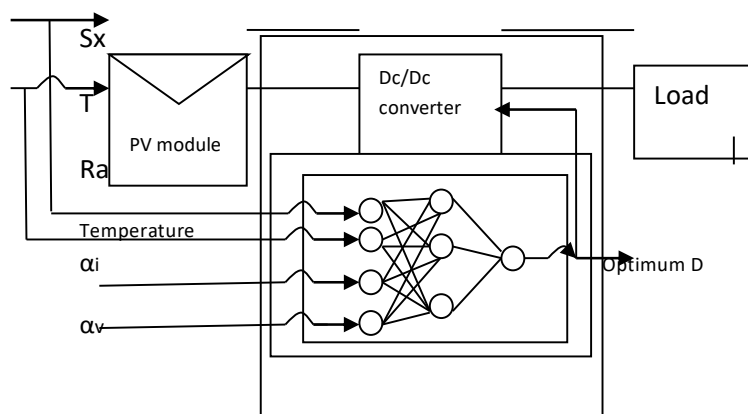 Sx
Dc/Dc
converter
T
Load
PV module
Ra
Temperature
αi
Optimum D
αv